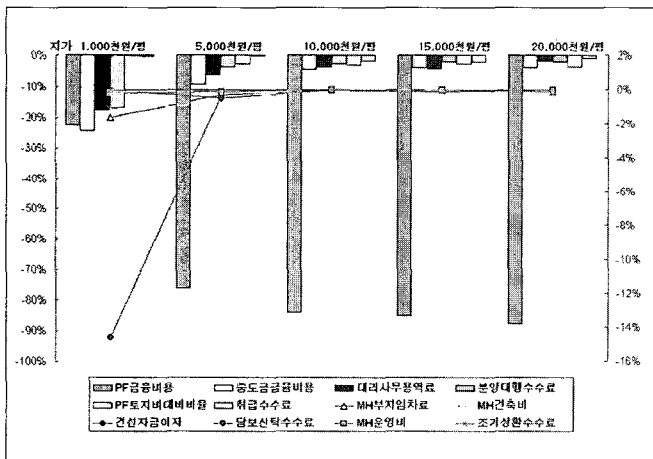 지가 1,000천원/평 5,000천원/평 10,000천원/평 15,000천원/평 20,000천원/평
0% 2%
-10% 0%
-20% -2%
-30% -4%
-40% -6%
-50%
-60% -8%
-70% -10%
-80% -12%
-90% -14%
-100% -16%
PF금융비용 중도금금융비용 대리사무용역료 분양대행수수료
PF토지비대비비율 취급수수료 MH부지임차료 MH건축비
건설자금이자 담보신탁수수료 MH운영비 조기상환수수료